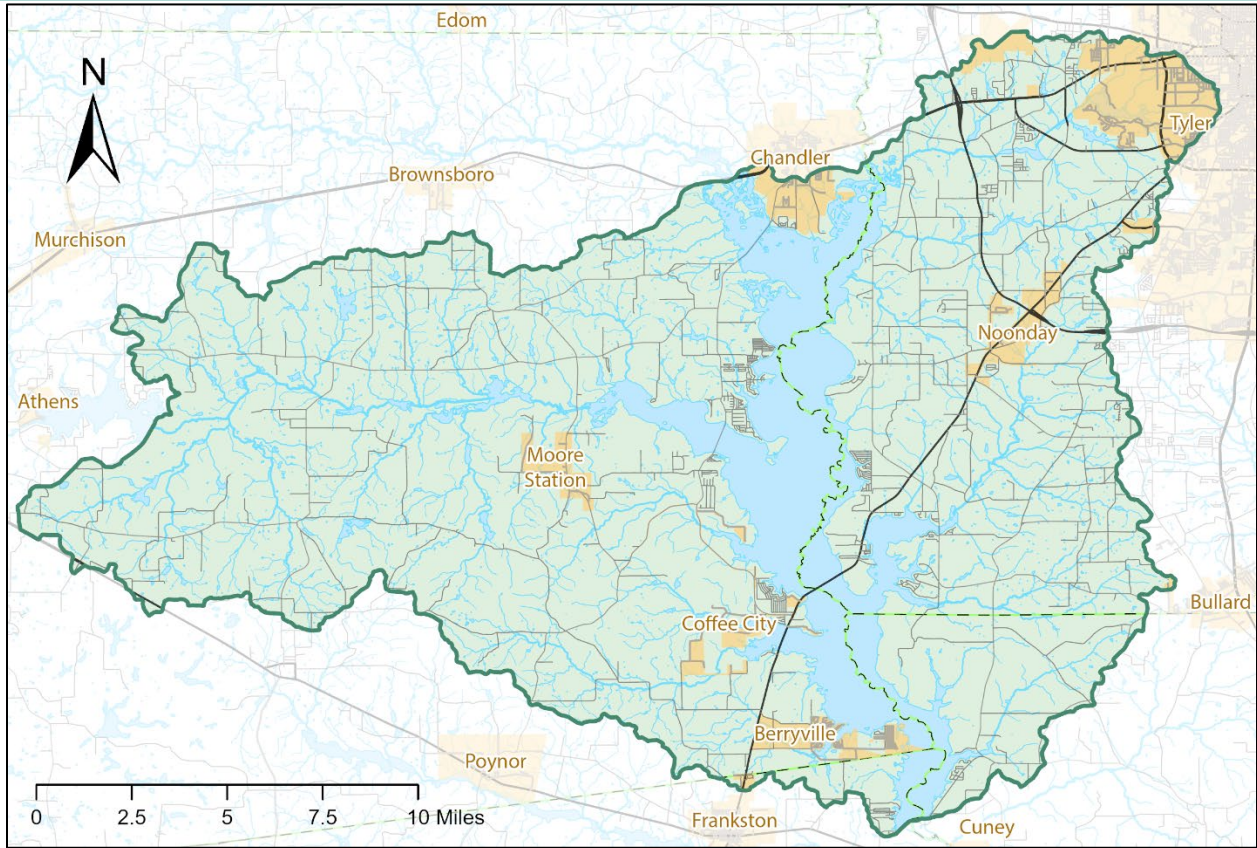 Edom
N
Tyler
Chandler
Brownsboro
Murchison
Noonday
Athens
Moore
Station
Bullard
Coffee City
Berryville
Poynor
0 2.5 5 7.5 10 Miles
Frankston
Cuney